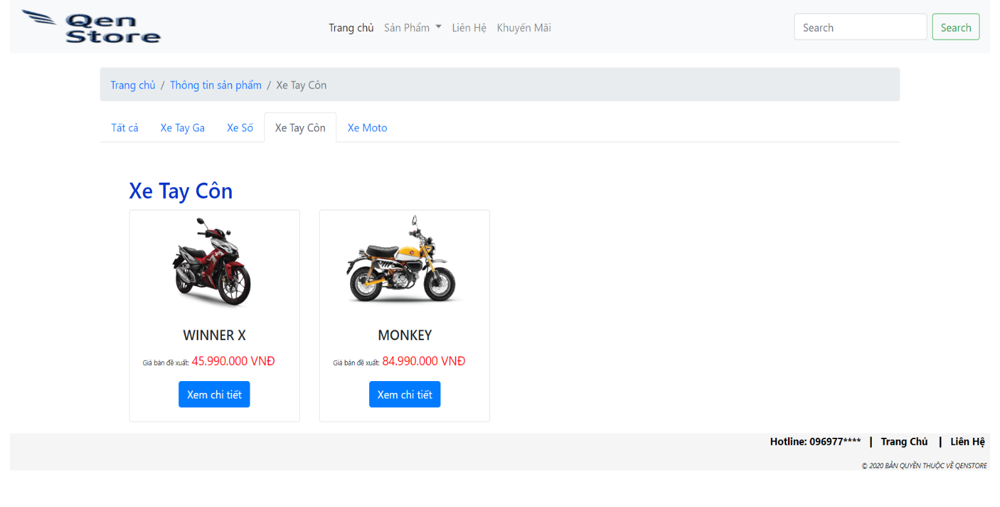 Qen Store
Trang chủ Sản Phẩm Liên Hệ Khuyến Mãi
Search Search
Trang chủ / Thông tin sản phẩm / Xe Tay Côn
Tất cả Xe Tay Ga Xe Số Xe Tay Côn Xe Moto
Xe Tay Côn
WINNER X
Giá bán đề xuất: 45.990.000 VNĐ
Xem chi tiết
MONKEY
Giá bán đề xuất: 84.990.000 VNĐ
Xem chi tiết
Hotline: 096977**** | Trang Chủ | Liên Hệ
© 2020 BẢN QUYỀN THUỘC VỀ QENSTORE